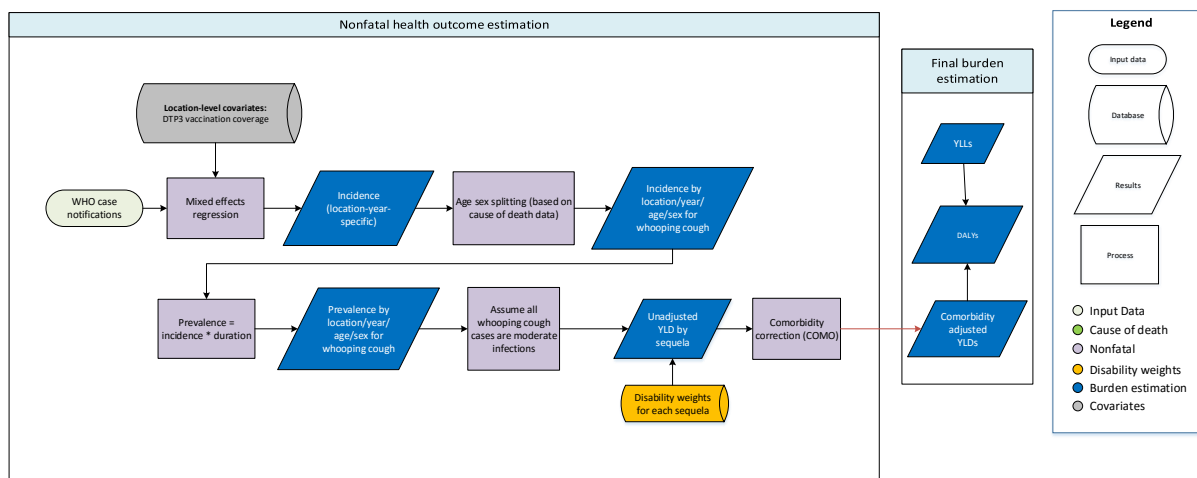 Nonfatal health outcome estimation
Location-level covariates:
DTP3 vaccination coverage
WHO case
notifications
Mixed effects
regression
Incidence
(location-year-
specific)
Age sex splitting (based on
cause of death data)
Incidence by
location/year/
age/sex for
whooping cough
Prevalence =
incidence * duration
Prevalence by
location/year/
age/sex for
whooping cough
Assume all
whooping cough
cases are moderate
infections
Unadjusted
YLD by
sequela
Disability weights
for each sequela
Comorbidity
correction (COMO)
Final burden
estimation
YLLs
DALYs
Comorbidity
adjusted
YLDs
Legend
Input data
Database
Results
Process
Input Data
Cause of death
Nonfatal
Disability weights
Burden estimation
Covariates